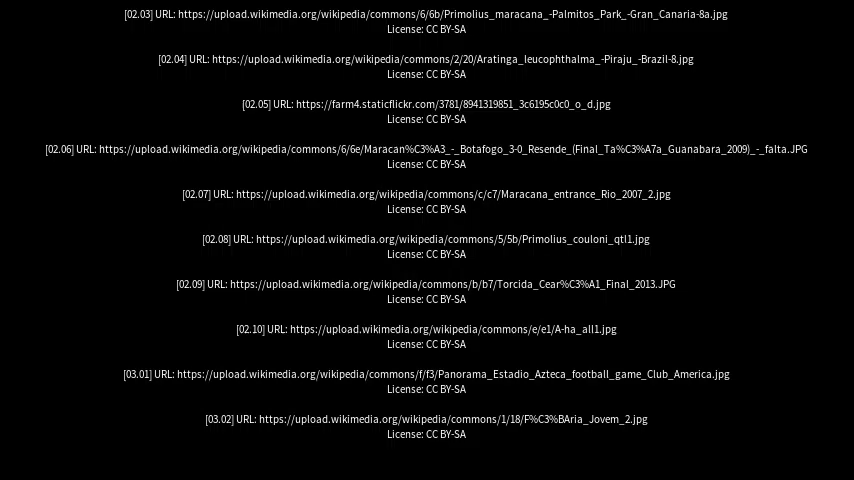 [02.03] URL: https://upload.wikimedia.org/wikipedia/commons/6/6b/Primolius_maracana_-Palmitos_Park_-Gran_Canaria-8a.jpg
License: CC BY-SA
[02.04] URL: https://upload.wikimedia.org/wikipedia/commons/2/20/Aratinga_leucophthalma_-Piraju_-Brazil-8.jpg
License: CC BY-SA
[02.05] URL: https://farm4.staticflickr.com/3781/8941319851_3c6195c0c0_o_d.jpg
License: CC BY-SA
[02.06] URL: https://upload.wikimedia.org/wikipedia/commons/6/6e/Maracan%C3%A3_-_Botafogo_3-0_Resende_(Final_Ta%C3%A7a_Guanabara_2009)_-_falta.JPG
License: CC BY-SA
[02.07] URL: https://upload.wikimedia.org/wikipedia/commons/c/c7/Maracana_entrance_Rio_2007_2.jpg
License: CC BY-SA
[02.08] URL: https://upload.wikimedia.org/wikipedia/commons/5/5b/Primolius_couloni_qtl1.jpg
License: CC BY-SA
[02.09] URL: https://upload.wikimedia.org/wikipedia/commons/b/b7/Torcida_Cear%C3%A1_Final_2013.JPG
License: CC BY-SA
[02.10] URL: https://upload.wikimedia.org/wikipedia/commons/e/e1/A-ha_all1.jpg
License: CC BY-SA
[03.01] URL: https://upload.wikimedia.org/wikipedia/commons/f/f3/Panorama_Estadio_Azteca_football_game_Club_America.jpg
License: CC BY-SA
[03.02] URL: https://upload.wikimedia.org/wikipedia/commons/1/18/F%C3%BAria_Jovem_2.jpg
License: CC BY-SA